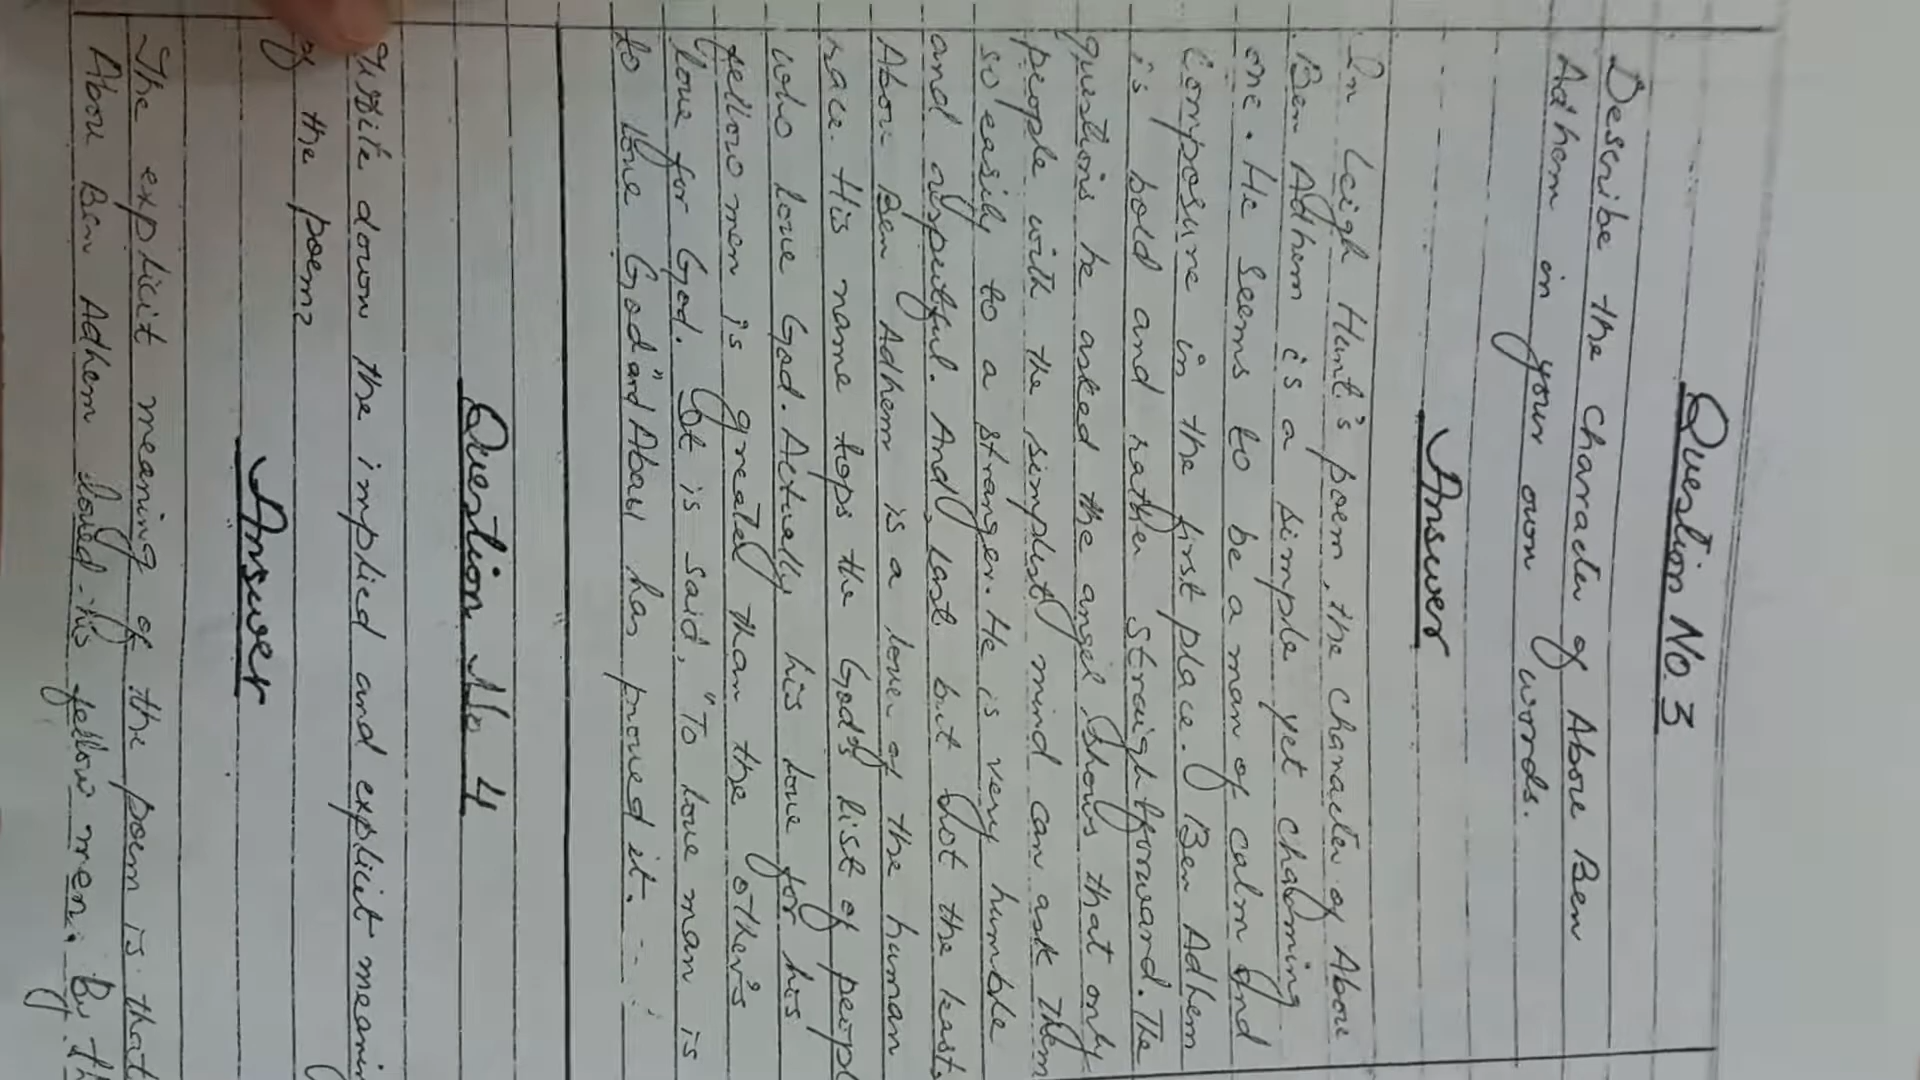 Question No. 3
Describe the character of Abou Ben
Adhem in your own words.
Answer
In Leigh Hunt's poem, the character of Abou
Ben Adhem is a simple yet charming
one. He seems to be a man of calm and
composure in the first place. Ben Adhem
is bold and rather straightforward. The
questions he asked the angel shows that only
people with the simplest mind can ask them
so easily to a stranger. He is very humble
and respectful. And last but not the least,
Abou Ben Adhem is a lover of the human
race. His name tops the God's list of peopl
who love God. Actually his love for his
fellow men is greater than the other's
love for God. It is said, "To love man is
to love God" and Abou has proved it.
Question No 4
Write down the implied and explicit meanin
of the poem?
Answer
The explicit meaning of the poem is that
Abou Ben Adhem loved his fellow men. By th